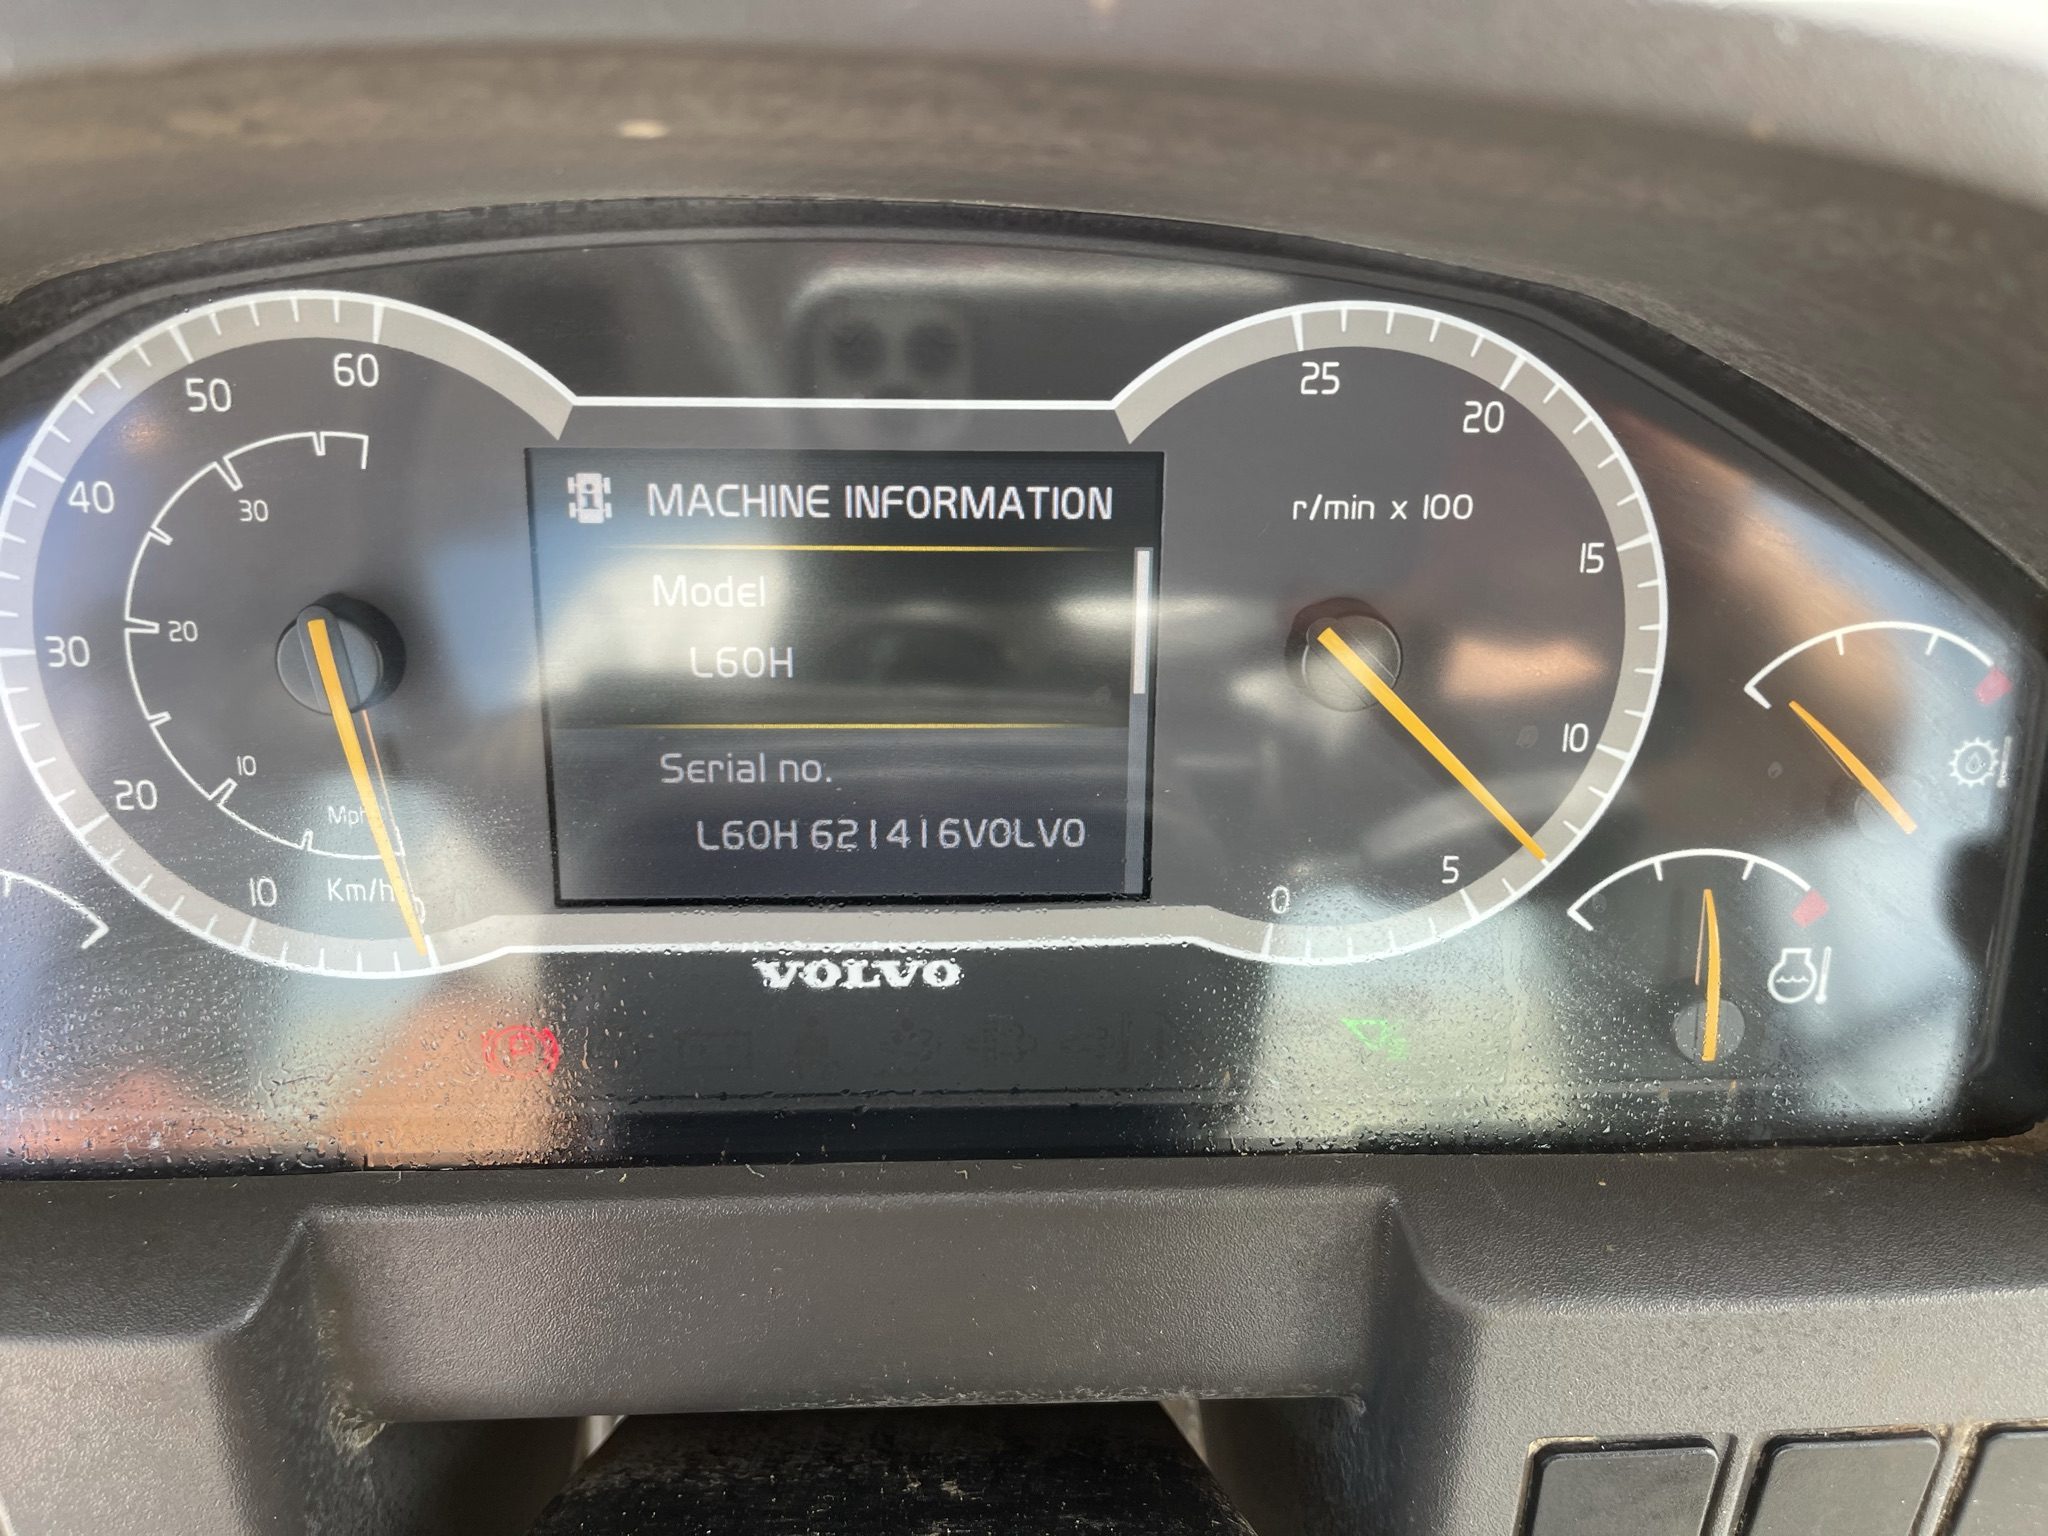 MACHINE INFORMATION
Model
L60H
Serial no.
L60H 621416VOLVO
60
50
40
30
20
10
0
30
20
10
Mph
Km/h
25
20
15
10
5
0
r/min x 100
VOLVO
P